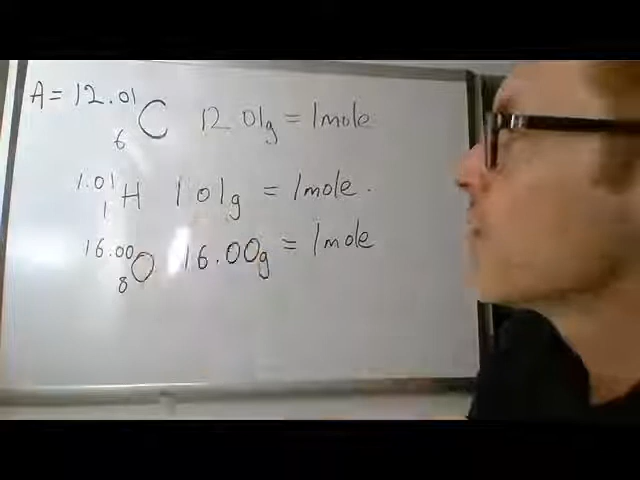 A = 12.01 C 12.01g = 1mole
6
1.01 H 1.01g = 1mole.
1
16.00 O 16.00g = 1mole
8